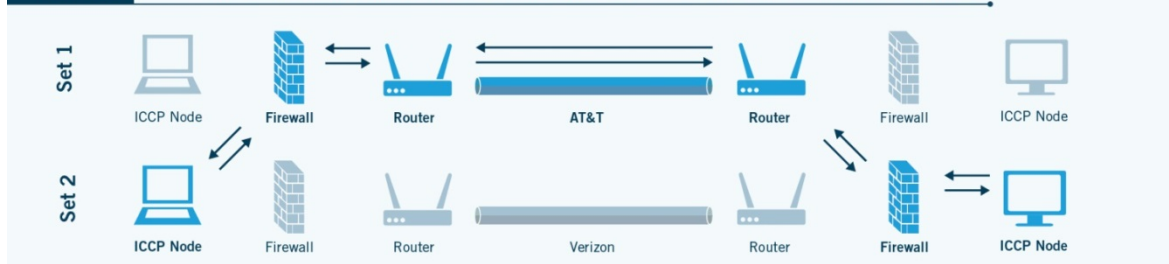 Set 1
ICCP Node
Firewall
Router
AT&T
Router
Firewall
ICCP Node
Set 2
ICCP Node
Firewall
Router
Verizon
Router
Firewall
ICCP Node